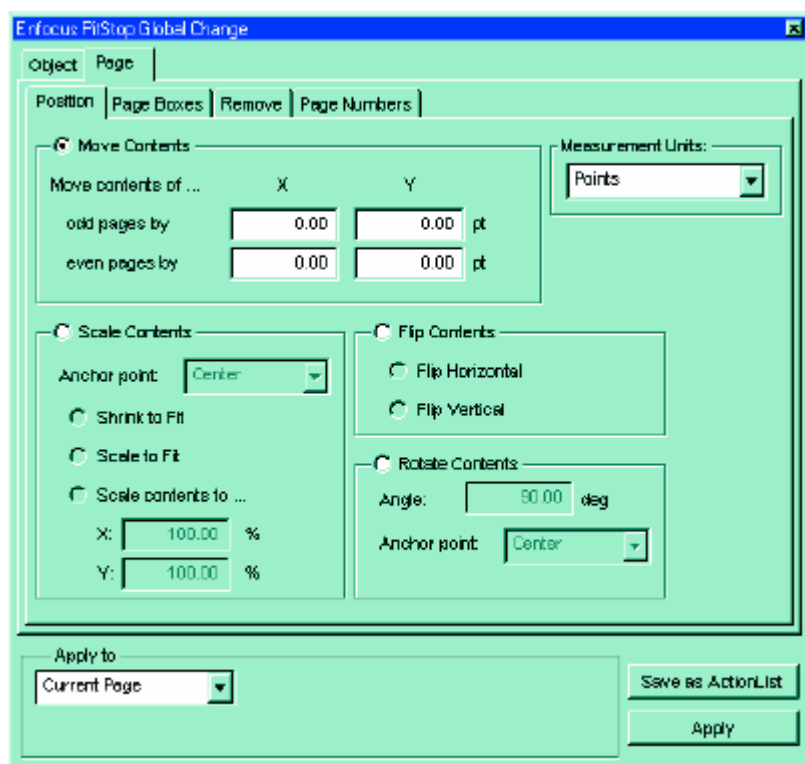 Enfocus PitStop Global Change
Object Page
Position Page Boxes Remove Page Numbers
Move Contents
Measurement Units:
Move contents of ... X Y
Points
odd pages by 0.00 0.00 pt
even pages by 0.00 0.00 pt
Scale Contents
Anchor point: Center
Shrink to Fit
Scale to Fit
Scale contents to ...
X: 100.00 %
Y: 100.00 %
Flip Contents
Flip Horizontal
Flip Vertical
Rotate Contents
Angle: 90.00 deg
Anchor point: Center
Apply to
Current Page
Save as ActionList
Apply